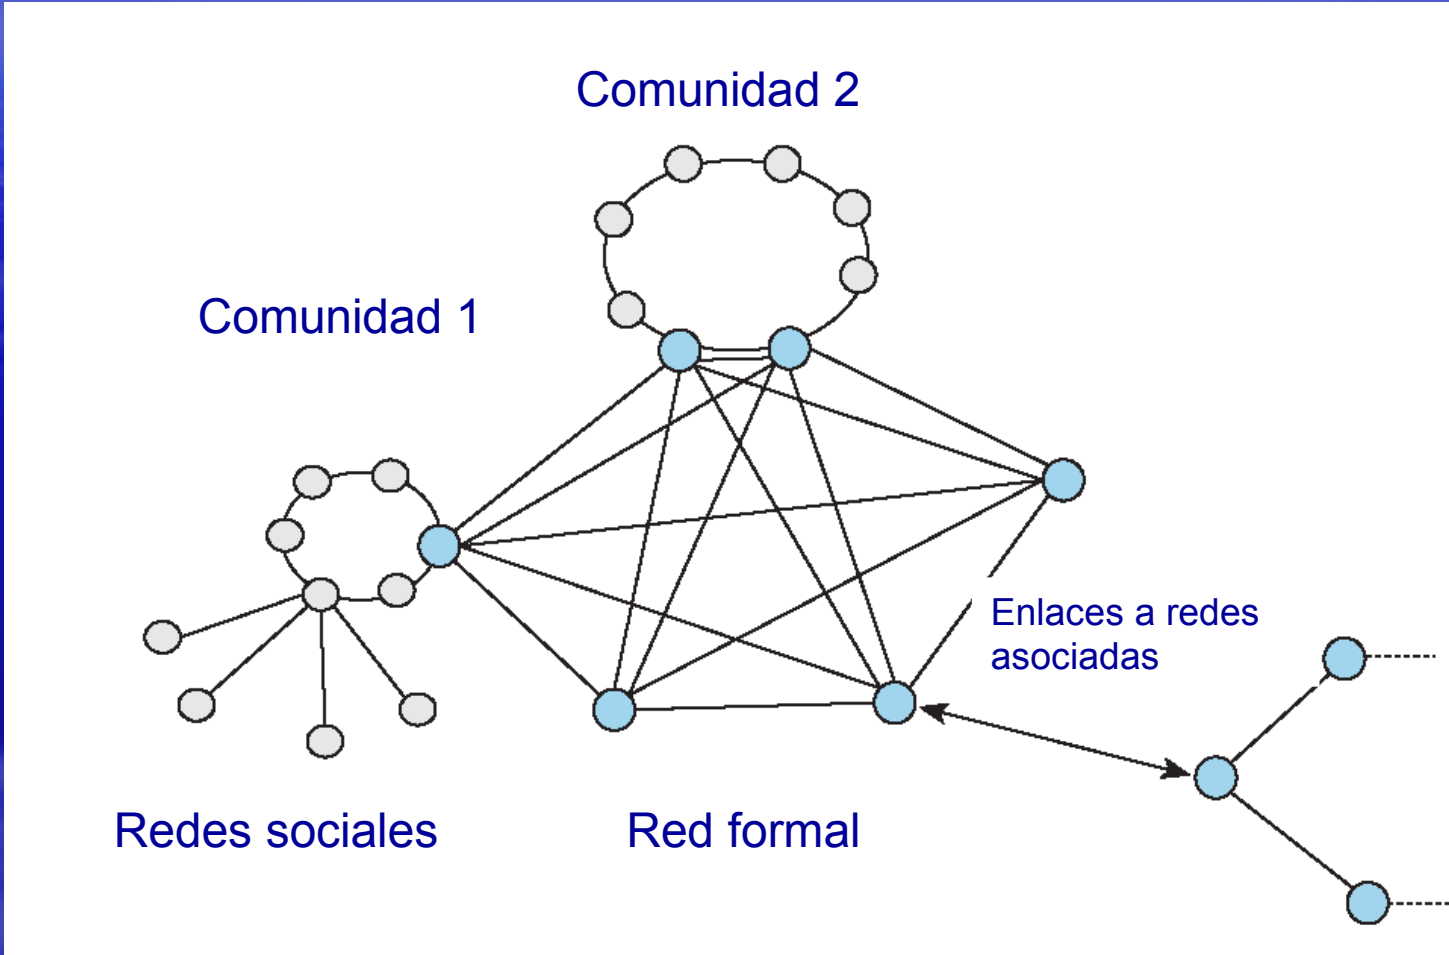 Comunidad 2
Comunidad 1
Enlaces a redes
asociadas
Redes sociales
Red formal